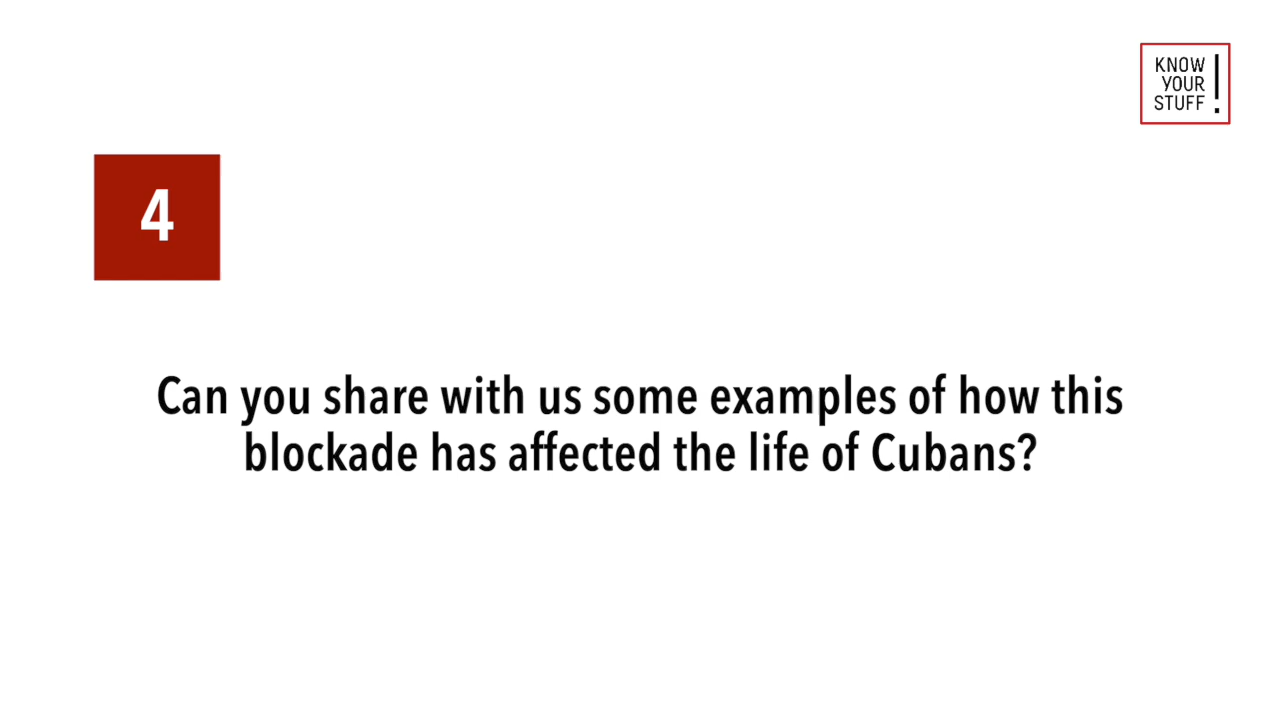 KNOW
YOUR
STUFF!
4
Can you share with us some examples of how this
blockade has affected the life of Cubans?